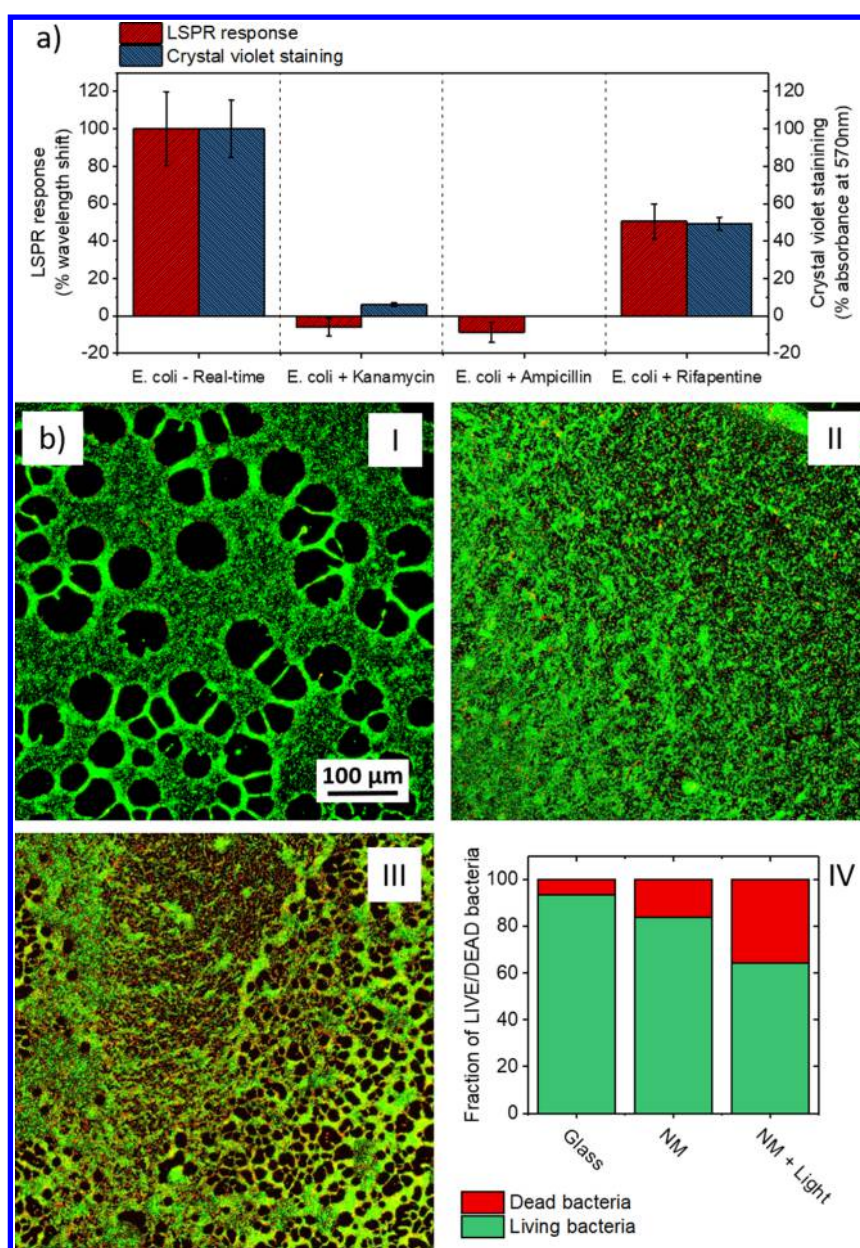 a)
LSPR response
Crystal violet staining
LSPR response
(% wavelength shift)
120
100
80
60
40
20
0
-20
120
100
80
60
40
20
0
-20
Crystal violet stainining
(% absorbance at 570nm)
E. coli - Real-time
E. coli + Kanamycin
E. coli + Ampicillin
E. coli + Rifapentine
b)
I
100 μm
II
III
IV
Fraction of LIVE/DEAD bacteria
100
80
60
40
20
0
Glass
NM
NM + Light
Dead bacteria
Living bacteria